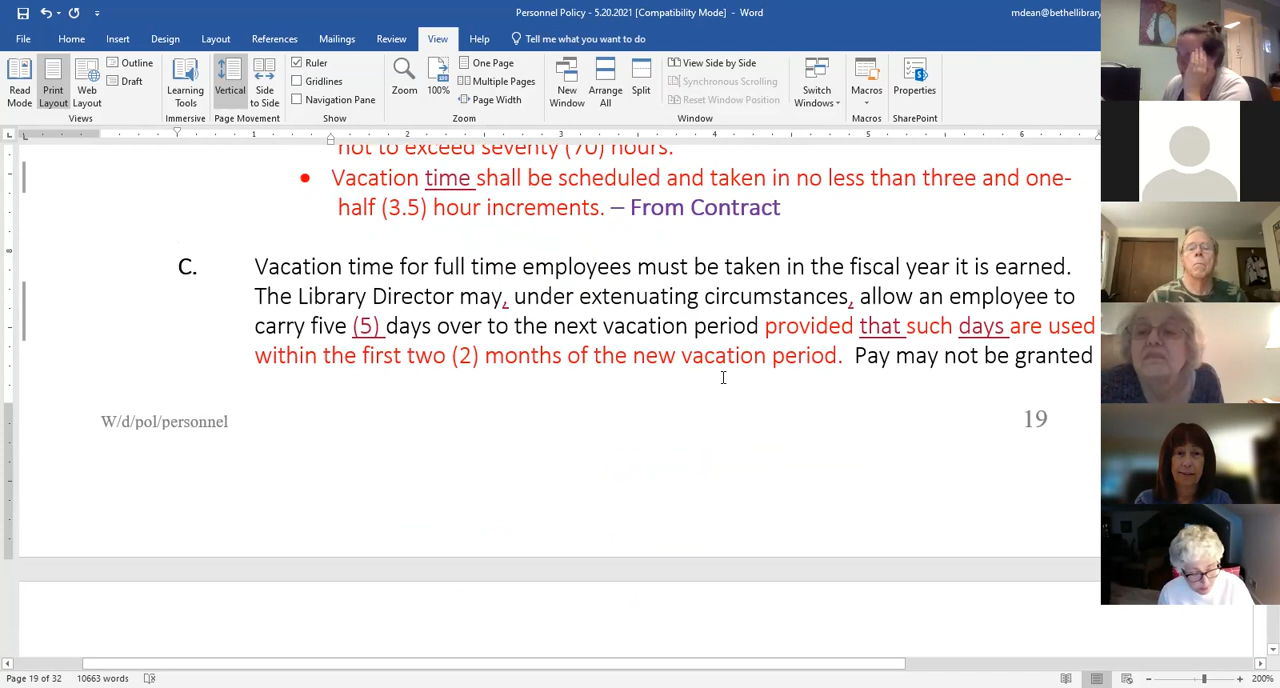 Personnel Policy - 5.20.2021 [Compatibility Mode] - Word
mdean@bethellibrary
File Home Insert Design Layout References Mailings Review View Help Tell me what you want to do
Read Mode
Print Layout
Web Layout
Outline
Draft
Views
Learning Tools
Immersive
Vertical
Side to Side
Page Movement
Ruler
Gridlines
Navigation Pane
Show
Zoom
100%
One Page
Multiple Pages
Page Width
Zoom
New Window
Arrange All
Split
View Side by Side
Synchronous Scrolling
Reset Window Position
Window
Switch Windows
Macros
Macros
Properties
SharePoint
1 2 3 4 5 6
not to exceed seventy (70) hours.
• Vacation time shall be scheduled and taken in no less than three and one-
half (3.5) hour increments. – From Contract
C. Vacation time for full time employees must be taken in the fiscal year it is earned.
The Library Director may, under extenuating circumstances, allow an employee to
carry five (5) days over to the next vacation period provided that such days are used
within the first two (2) months of the new vacation period. Pay may not be granted
W/d/pol/personnel 19
Page 19 of 32 10663 words 200%